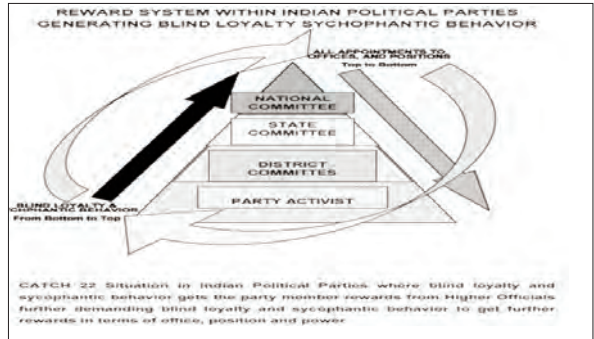 REWARD SYSTEM WITHIN INDIAN POLITICAL PARTIES
GENERATING BLIND LOYALTY SYCHOPHANTIC BEHAVIOR
ALL APPOINTMENTS TO
OFFICES, AND POSITIONS
Top to Bottom
NATIONAL
COMMITTEE
STATE
COMMITTEE
DISTRICT
COMMITTES
PARTY ACTIVIST
BLIND LOYALTY &
CHPHANTIC BEHAVIOR
From Bottom to Top
CATCH 22 Situation in Indian Political Parties where blind loyalty and
sycophantic behavior gets the party member rewards from Higher Officials
further demanding blind loyalty and sycophantic behavior to get further
rewards in terms of office, position and power